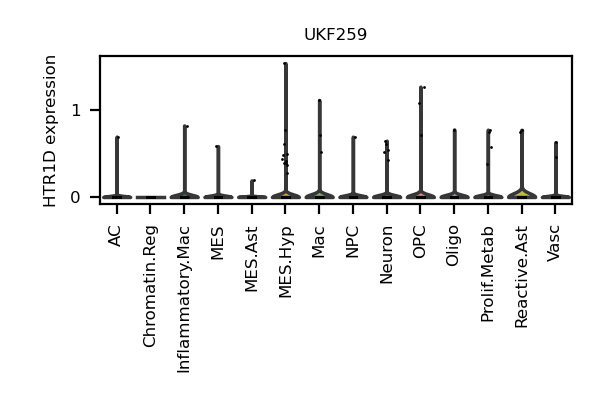 UKF259
HTR1D expression
1
0
AC
Chromatin.Reg
Inflammatory.Mac
MES
MES.Ast
MES.Hyp
Mac
NPC
Neuron
OPC
Oligo
Prolif.Metab
Reactive.Ast
Vasc